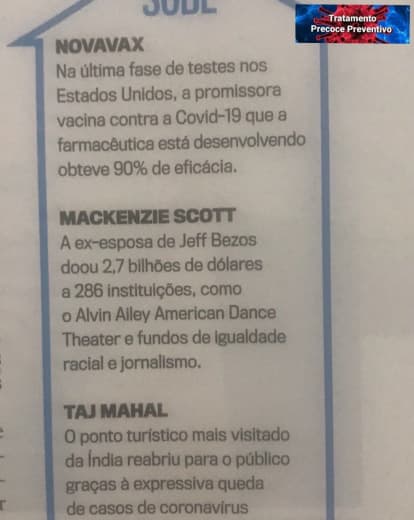 SOBE
Tratamento
Precoce Preventivo
NOVAVAX
Na última fase de testes nos
Estados Unidos, a promissora
vacina contra a Covid-19 que a
farmacêutica está desenvolvendo
obteve 90% de eficácia.
MACKENZIE SCOTT
A ex-esposa de Jeff Bezos
doou 2,7 bilhões de dólares
a 286 instituições, como
o Alvin Ailey American Dance
Theater e fundos de igualdade
racial e jornalismo.
TAJ MAHAL
O ponto turístico mais visitado
da Índia reabriu para o público
graças à expressiva queda
de casos de coronavírus